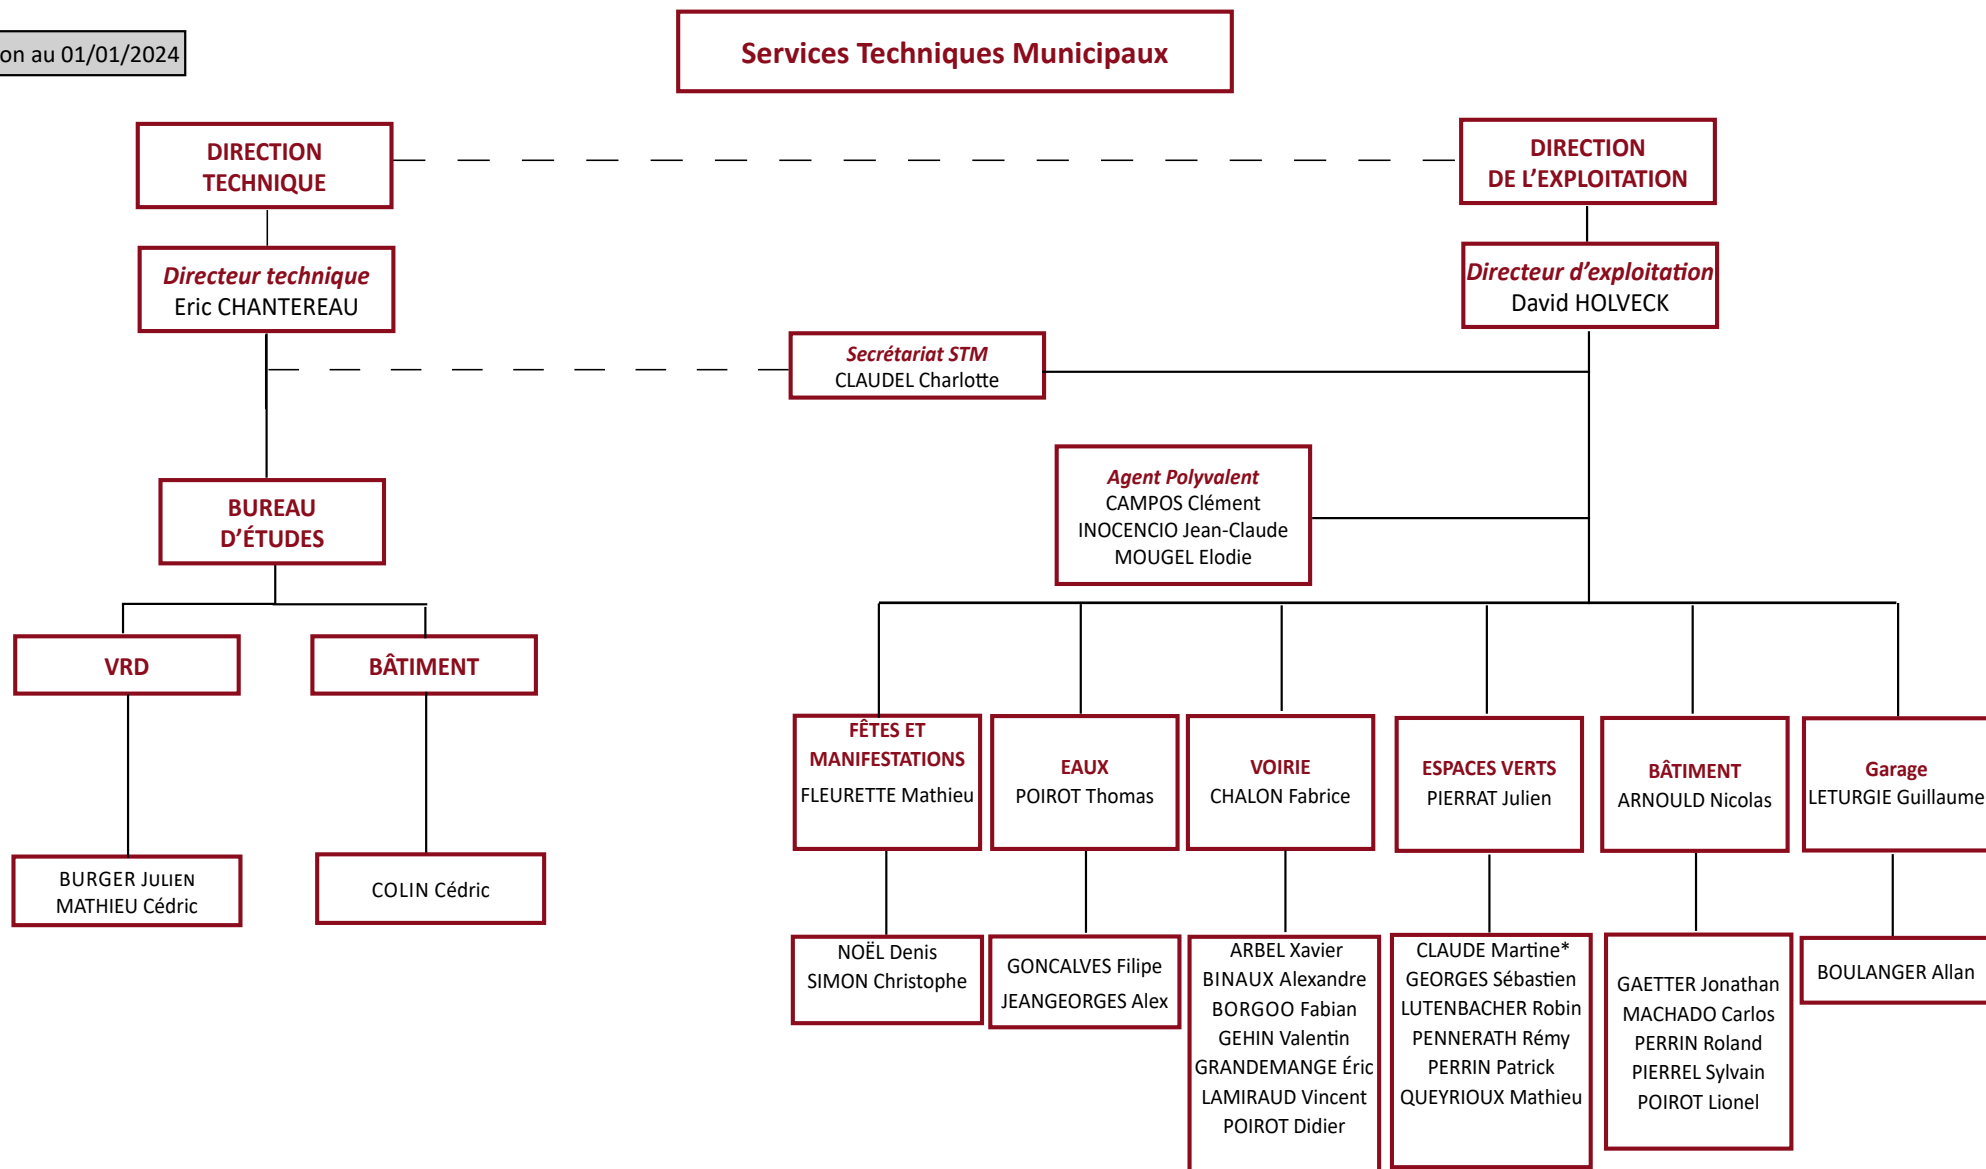 on au 01/01/2024
Services Techniques Municipaux
DIRECTION
TECHNIQUE
DIRECTION
DE L’EXPLOITATION
Directeur technique
Eric CHANTEREAU
Directeur d’exploitation
David HOLVECK
Secrétariat STM
CLAUDEL Charlotte
Agent Polyvalent
CAMPOS Clément
INOCENCIO Jean-Claude
MOUGEL Elodie
BUREAU
D’ÉTUDES
VRD
BÂTIMENT
BURGER JULIEN
MATHIEU Cédric
COLIN Cédric
FÊTES ET
MANIFESTATIONS
FLEURETTE Mathieu
EAUX
POIROT Thomas
VOIRIE
CHALON Fabrice
ESPACES VERTS
PIERRAT Julien
BÂTIMENT
ARNOULD Nicolas
Garage
LETURGIE Guillaume
NOËL Denis
SIMON Christophe
GONCALVES Filipe
JEANGEORGES Alex
ARBEL Xavier
BINAUX Alexandre
BORGOO Fabian
GEHIN Valentin
GRANDEMANGE Éric
LAMIRAUD Vincent
POIROT Didier
CLAUDE Martine*
GEORGES Sébastien
LUTENBACHER Robin
PENNERATH Rémy
PERRIN Patrick
QUEYRIOUX Mathieu
GAETTER Jonathan
MACHADO Carlos
PERRIN Roland
PIERREL Sylvain
POIROT Lionel
BOULANGER Allan